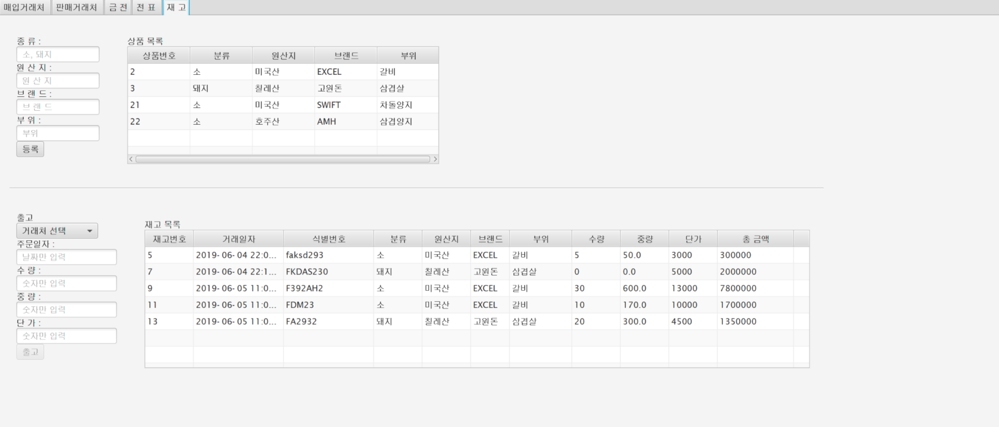 매입거래처 판매거래처 금 전 전 표 재 고
종 류 :
소, 돼지
원 산 지 :
원 산 지
브 랜 드 :
브 랜 드
부 위 :
부위
등록
상품 목록
상품번호 분류 원산지 브랜드 부위
2 소 미국산 EXCEL 갈비
3 돼지 칠레산 고원돈 삼겹살
21 소 미국산 SWIFT 차돌양지
22 소 호주산 AMH 삼겹양지
출고
거래처 선택
주문일자 :
날짜만 입력
수 량 :
숫자만 입력
중 량 :
숫자만 입력
단 가 :
숫자만 입력
출고
재고 목록
재고번호 거래일자 식별번호 분류 원산지 브랜드 부위 수량 중량 단가 총 금액
5 2019-06-04 22:0... faksd293 소 미국산 EXCEL 갈비 5 50.0 3000 300000
7 2019-06-04 22:1... FKDAS230 돼지 칠레산 고원돈 삼겹살 0 0.0 5000 2000000
9 2019-06-05 11:0... F392AH2 소 미국산 EXCEL 갈비 30 600.0 13000 7800000
11 2019-06-05 11:0... FDM23 소 미국산 EXCEL 갈비 10 170.0 10000 1700000
13 2019-06-05 11:0... FA2932 돼지 칠레산 고원돈 삼겹살 20 300.0 4500 1350000